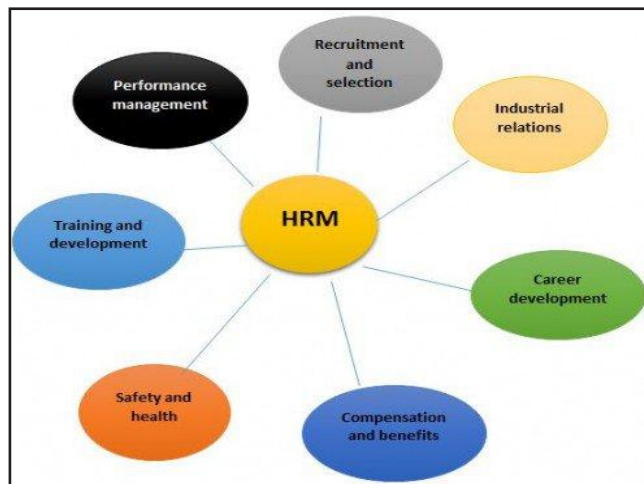 Recruitment
and
selection
Performance
management
Industrial
relations
HRM
Training and
development
Career
development
Safety and
health
Compensation
and benefits